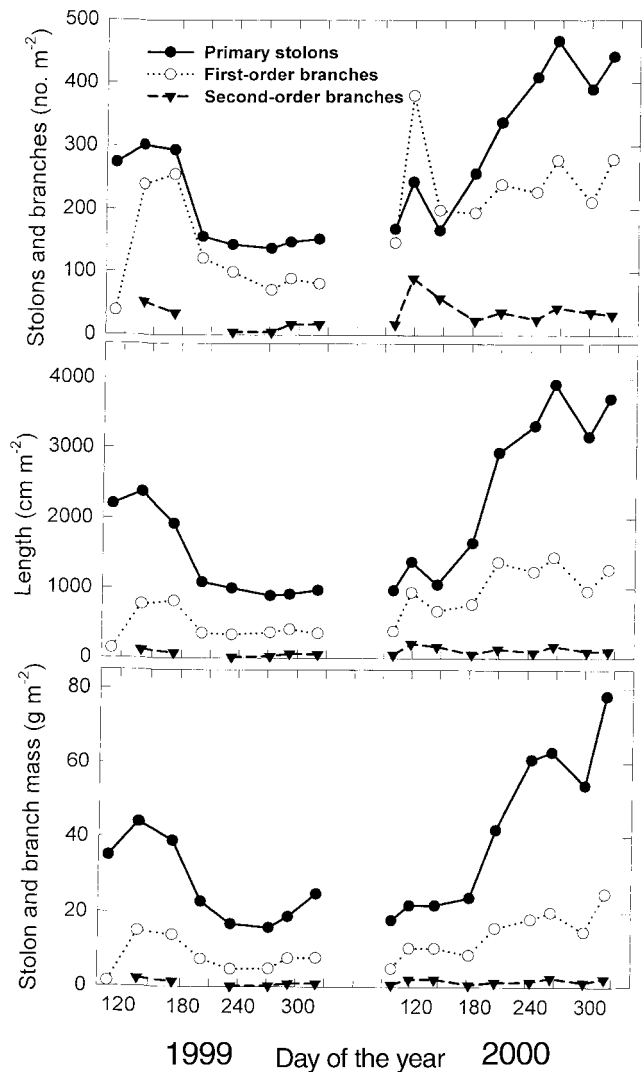 500
400
300
200
100
0
Stolons and branches (no. m-2)
Primary stolons
First-order branches
Second-order branches
4000
3000
2000
1000
0
Length (cm m-2)
80
60
40
20
0
Stolon and branch mass (g m-2)
120 180 240 300 120 180 240 300
1999 Day of the year 2000